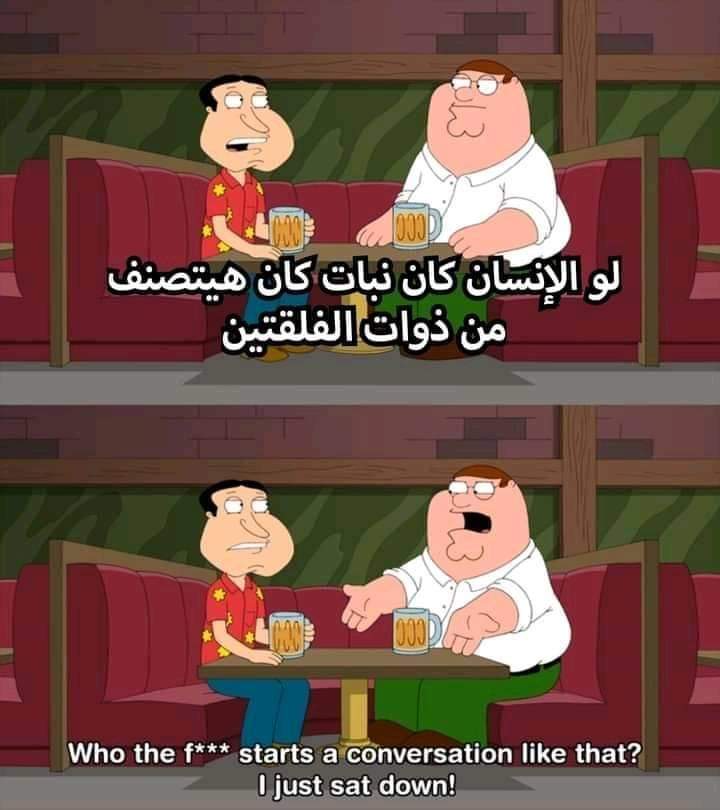 لو الإنسان كان نبات كان هيتصنف
من ذوات الفلقتين
Who the f*** starts a conversation like that?
I just sat down!